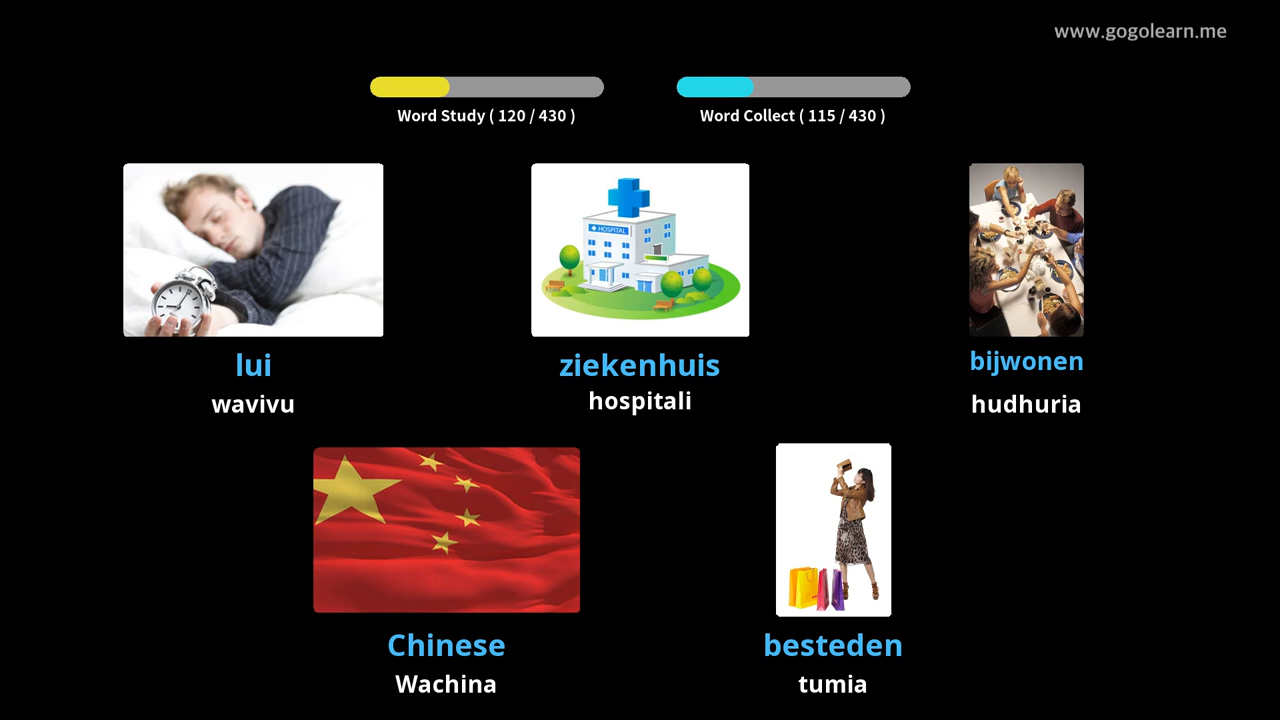 www.gogolearn.me
Word Study ( 120 / 430 )
Word Collect ( 115 / 430 )
HOSPITAL
lui
wavivu
ziekenhuis
hospitali
bijwonen
hudhuria
Chinese
Wachina
besteden
tumia